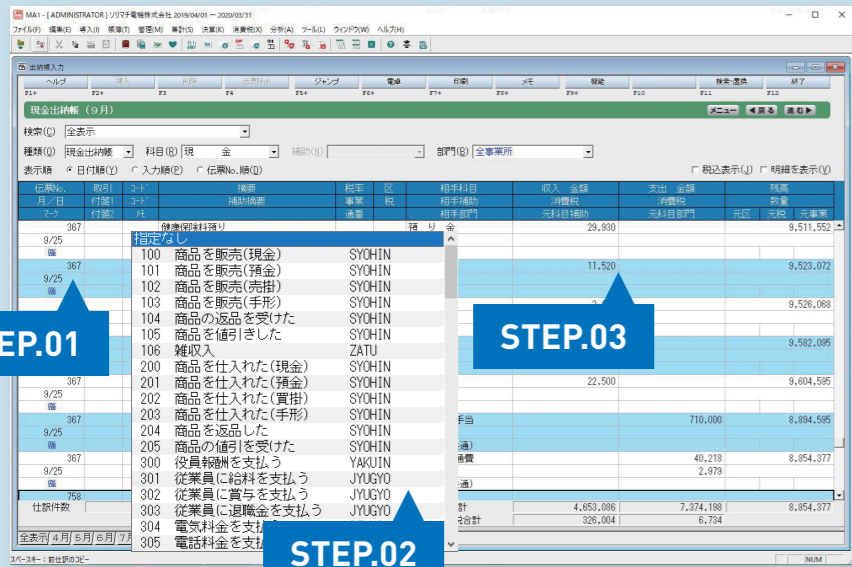 MA1 - [ ADMINISTRATOR ] ソリマチ電機株式会社 2019/04/01 ― 2020/03/31
ファイル(F) 編集(E) 導入(I) 帳簿(T) 管理(M) 集計(S) 決算(K) 消費税(X) 分析(A) ツール(L) ウィンドウ(W) ヘルプ(H)
出納帳入力
ヘルプ 挿入 削除 伝票呼出 ジャンプ 電卓 印刷 メモ 機能 検索・置換 終了
F1+ F2+ F3 F4 F5+ F6+ F7+ F8+ F9+ F10 F11 F12
現金出納帳 (9月) メニュー ◀戻る 進む▶
検索(C) 全表示
種類(O) 現金出納帳 科目(R) 現 金 補助(N) 部門(B) 全事業所
表示順 日付順(Y) 入力順(P) 伝票No.順(D) 税込表示(J) 明細を表示(V)
伝票No. 取引 コード 摘要 税率 区 相手科目 収入 金額 支出 金額 残高
月/日 付箋1 コード 補助摘要 事業 税 相手補助 消費税 消費税 数量
マーク 付箋2 メモ 通番 相手部門 元科目補助 元科目部門 元区 元税 元事業
367 健康保険料預り 預 り 金 29,930 9,511,552
9/25
367 11,520 9,523,072
9/25
9,526,068
9,582,095
367 22,500 9,604,595
9/25
367 手当 710,000 8,894,595
9/25
通)
367 通費 40,218 8,854,377
9/25 2,979
通)
758
仕訳件数 計 4,653,086 7,374,198 8,854,377
税合計 326,004 6,734
指定なし
100 商品を販売(現金) SYOHIN
101 商品を販売(預金) SYOHIN
102 商品を販売(売掛) SYOHIN
103 商品を販売(手形) SYOHIN
104 商品の返品を受けた SYOHIN
105 商品を値引きした SYOHIN
106 雑収入 ZATU
200 商品を仕入れた(現金) SYOHIN
201 商品を仕入れた(預金) SYOHIN
202 商品を仕入れた(買掛) SYOHIN
203 商品を仕入れた(手形) SYOHIN
204 商品を返品した SYOHIN
205 商品の値引を受けた SYOHIN
300 役員報酬を支払う YAKUIN
301 従業員に給料を支払う JYUGYO
302 従業員に賞与を支払う JYUGYO
303 従業員に退職金を支払う JYUGYO
304 電気料金を支払
305 電話料金を支払
EP.01
STEP.03
STEP.02
全表示 4月 5月 6月 7月
スペースキー:前仕訳のコピー NUM